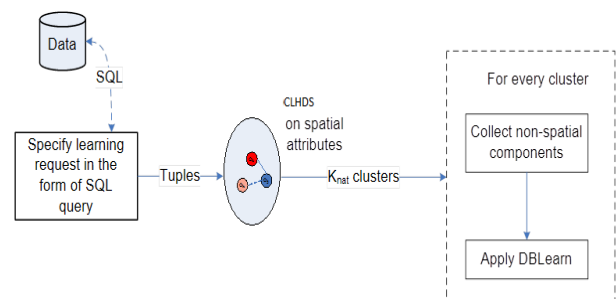 Data
SQL
Specify learning
request in the
form of SQL
query
Tuples
CLHDS
on spatial
attributes
Knat clusters
For every cluster
Collect non-spatial
components
Apply DBLearn